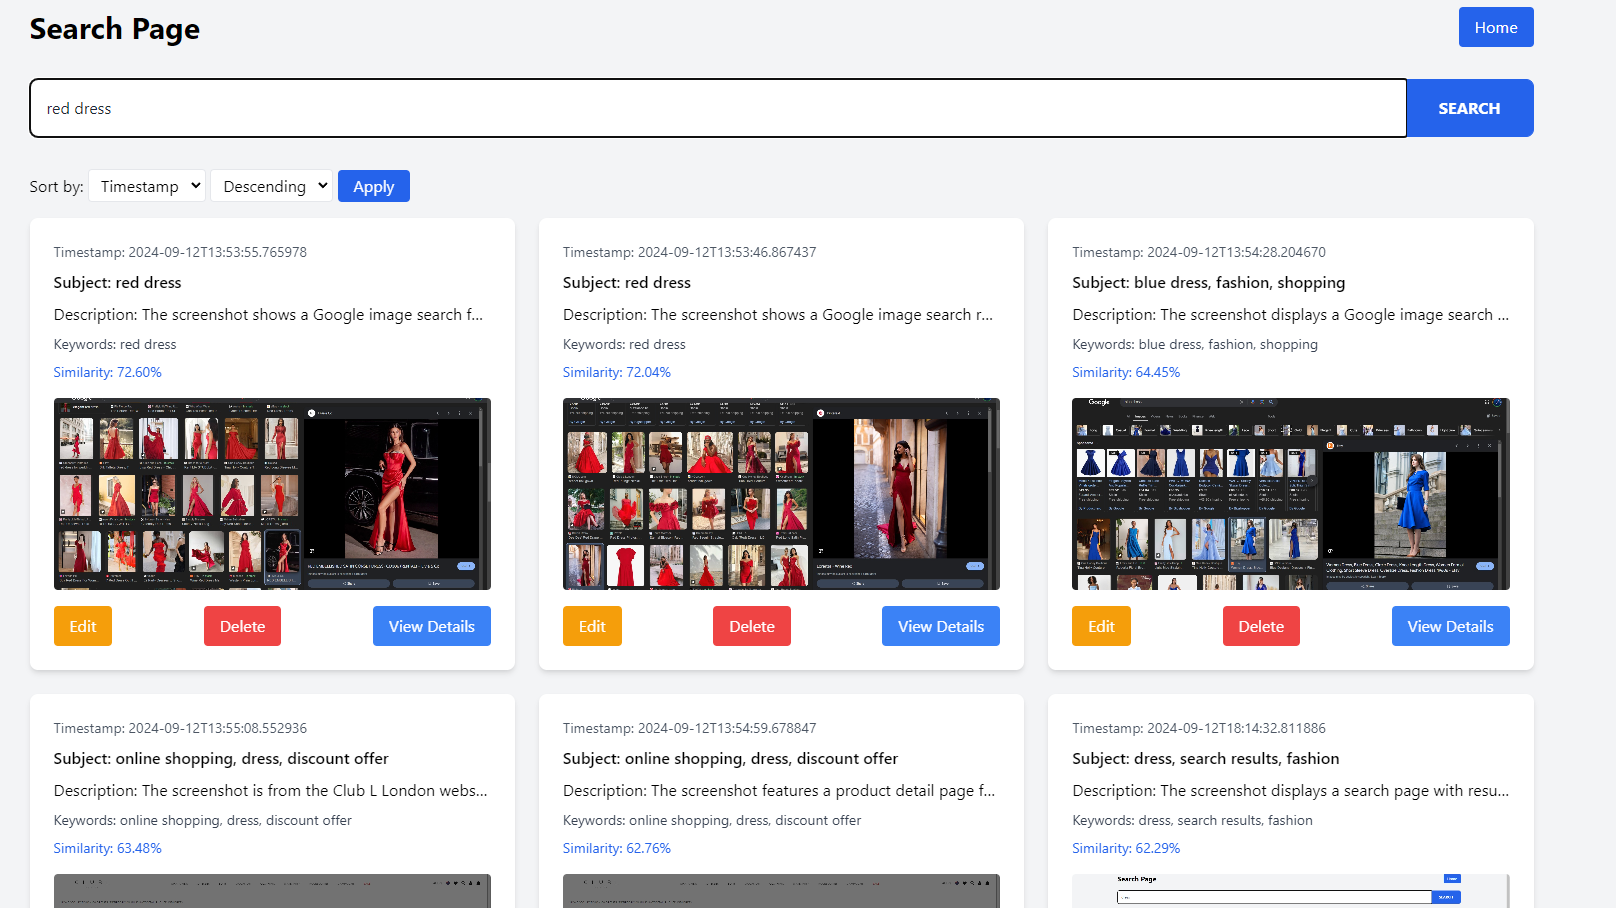 Search Page
Home
red dress
SEARCH
Sort by: Timestamp Descending Apply
Timestamp: 2024-09-12T13:53:55.765978
Subject: red dress
Description: The screenshot shows a Google image search f...
Keywords: red dress
Similarity: 72.60%
Edit Delete View Details
Timestamp: 2024-09-12T13:53:46.867437
Subject: red dress
Description: The screenshot shows a Google image search r...
Keywords: red dress
Similarity: 72.04%
Edit Delete View Details
Timestamp: 2024-09-12T13:54:28.204670
Subject: blue dress, fashion, shopping
Description: The screenshot displays a Google image search ...
Keywords: blue dress, fashion, shopping
Similarity: 64.45%
Google
Edit Delete View Details
Timestamp: 2024-09-12T13:55:08.552936
Subject: online shopping, dress, discount offer
Description: The screenshot is from the Club L London webs...
Keywords: online shopping, dress, discount offer
Similarity: 63.48%
Timestamp: 2024-09-12T13:54:59.678847
Subject: online shopping, dress, discount offer
Description: The screenshot features a product detail page f...
Keywords: online shopping, dress, discount offer
Similarity: 62.76%
Timestamp: 2024-09-12T18:14:32.811886
Subject: dress, search results, fashion
Description: The screenshot displays a search page with resu...
Keywords: dress, search results, fashion
Similarity: 62.29%
Search Page